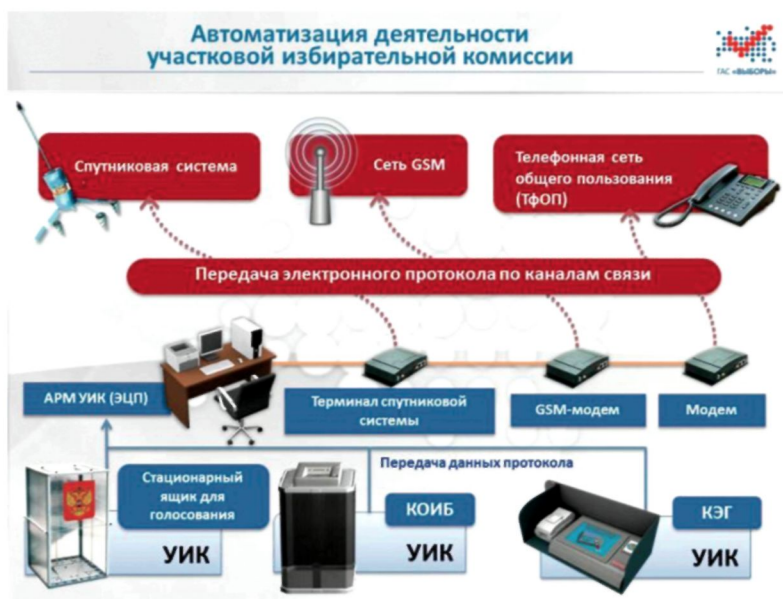 Автоматизация деятельности
участковой избирательной комиссии
ГАС «ВЫБОРЫ»
Спутниковая система
Сеть GSM
Телефонная сеть
общего пользования
(ТфОП)
Передача электронного протокола по каналам связи
АРМ УИК (ЭЦП)
Терминал спутниковой
системы
GSM-модем
Модем
Передача данных протокола
Стационарный
ящик для
голосования
УИК
КОИБ
УИК
КЭГ
УИК